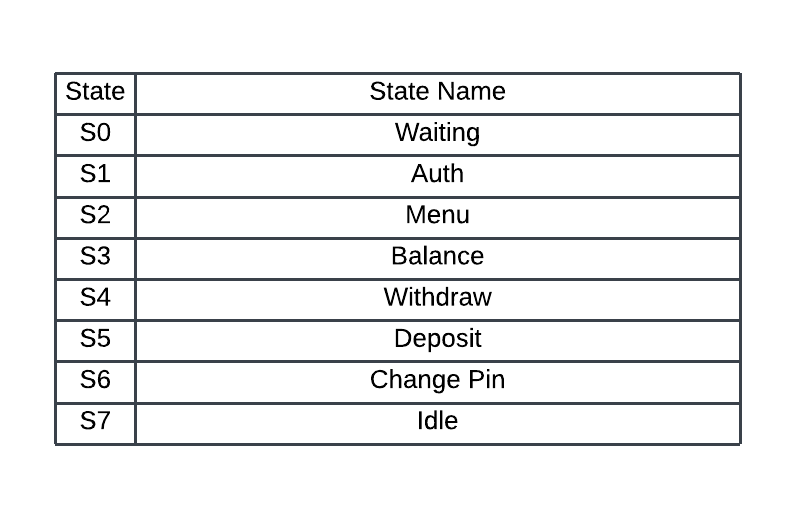 State State Name
S0 Waiting
S1 Auth
S2 Menu
S3 Balance
S4 Withdraw
S5 Deposit
S6 Change Pin
S7 Idle